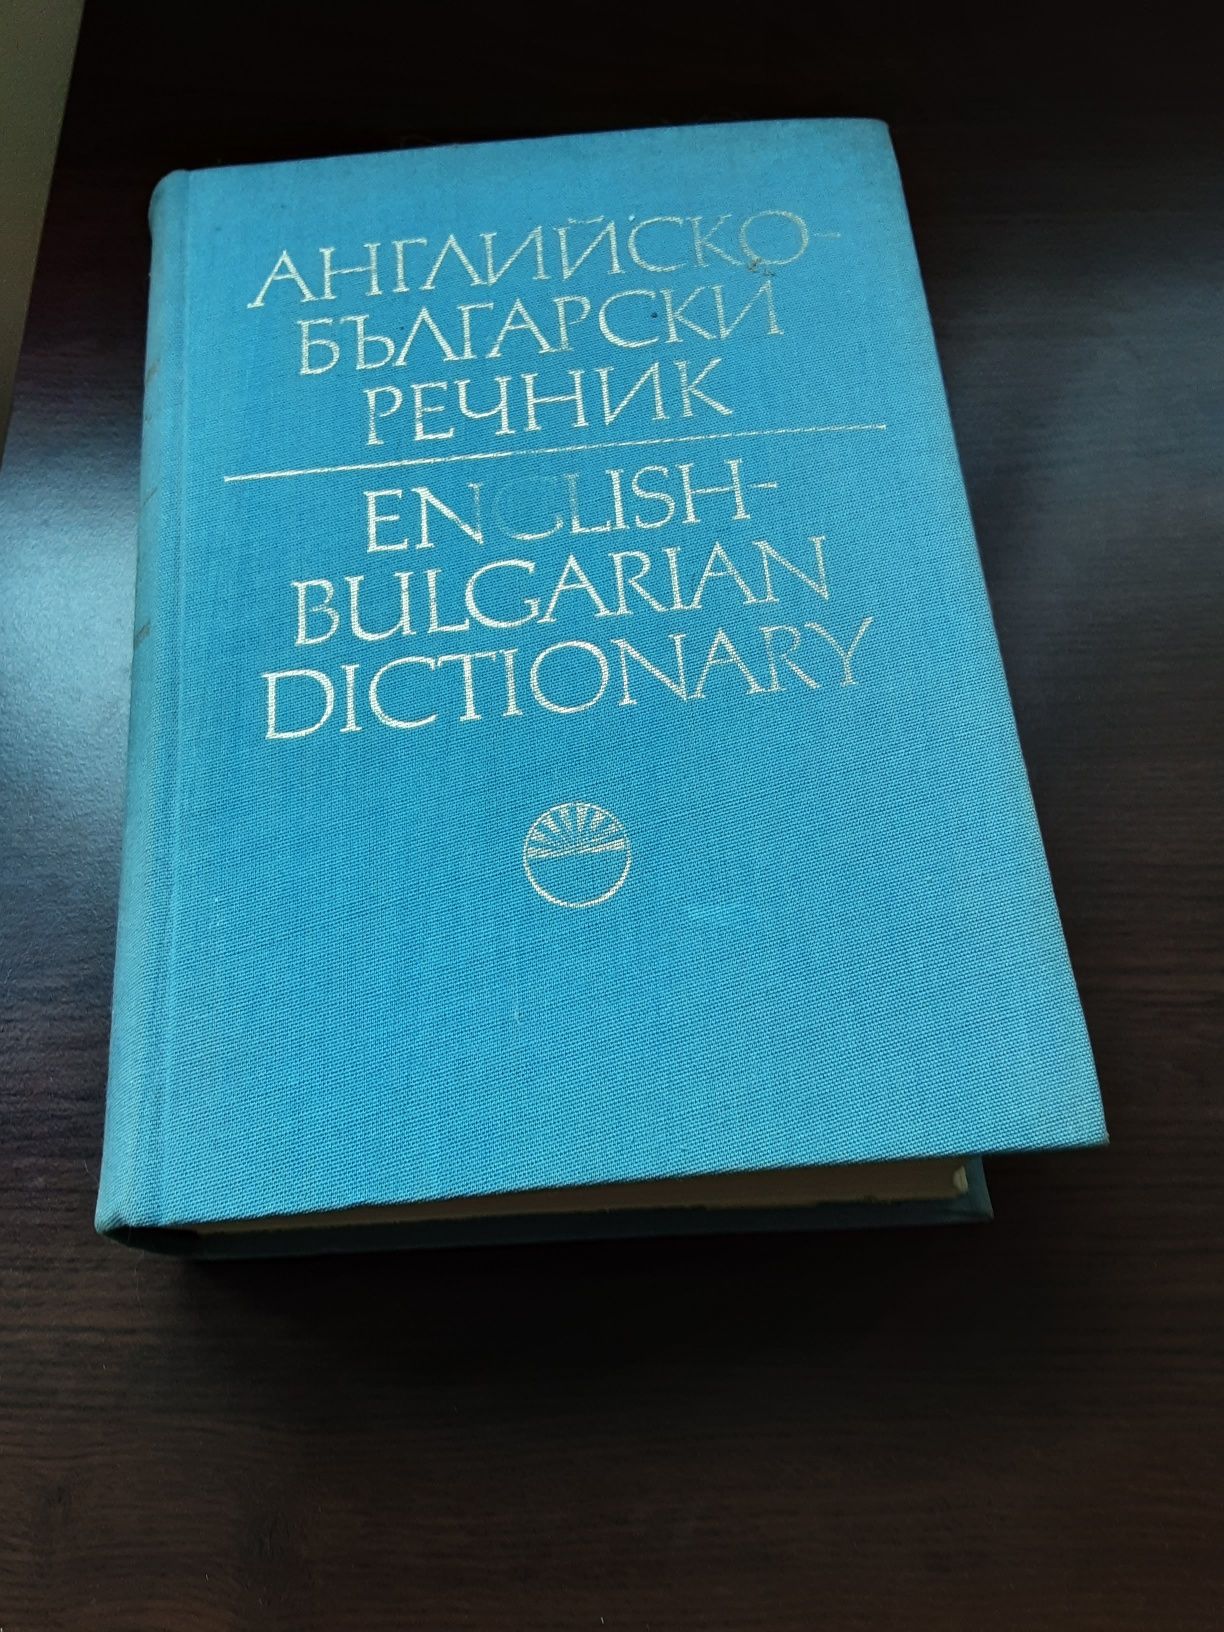 АНГЛИЙСКО-
БЪЛГАРСКИ
РЕЧНИК
ENGLISH-
BULGARIAN
DICTIONARY